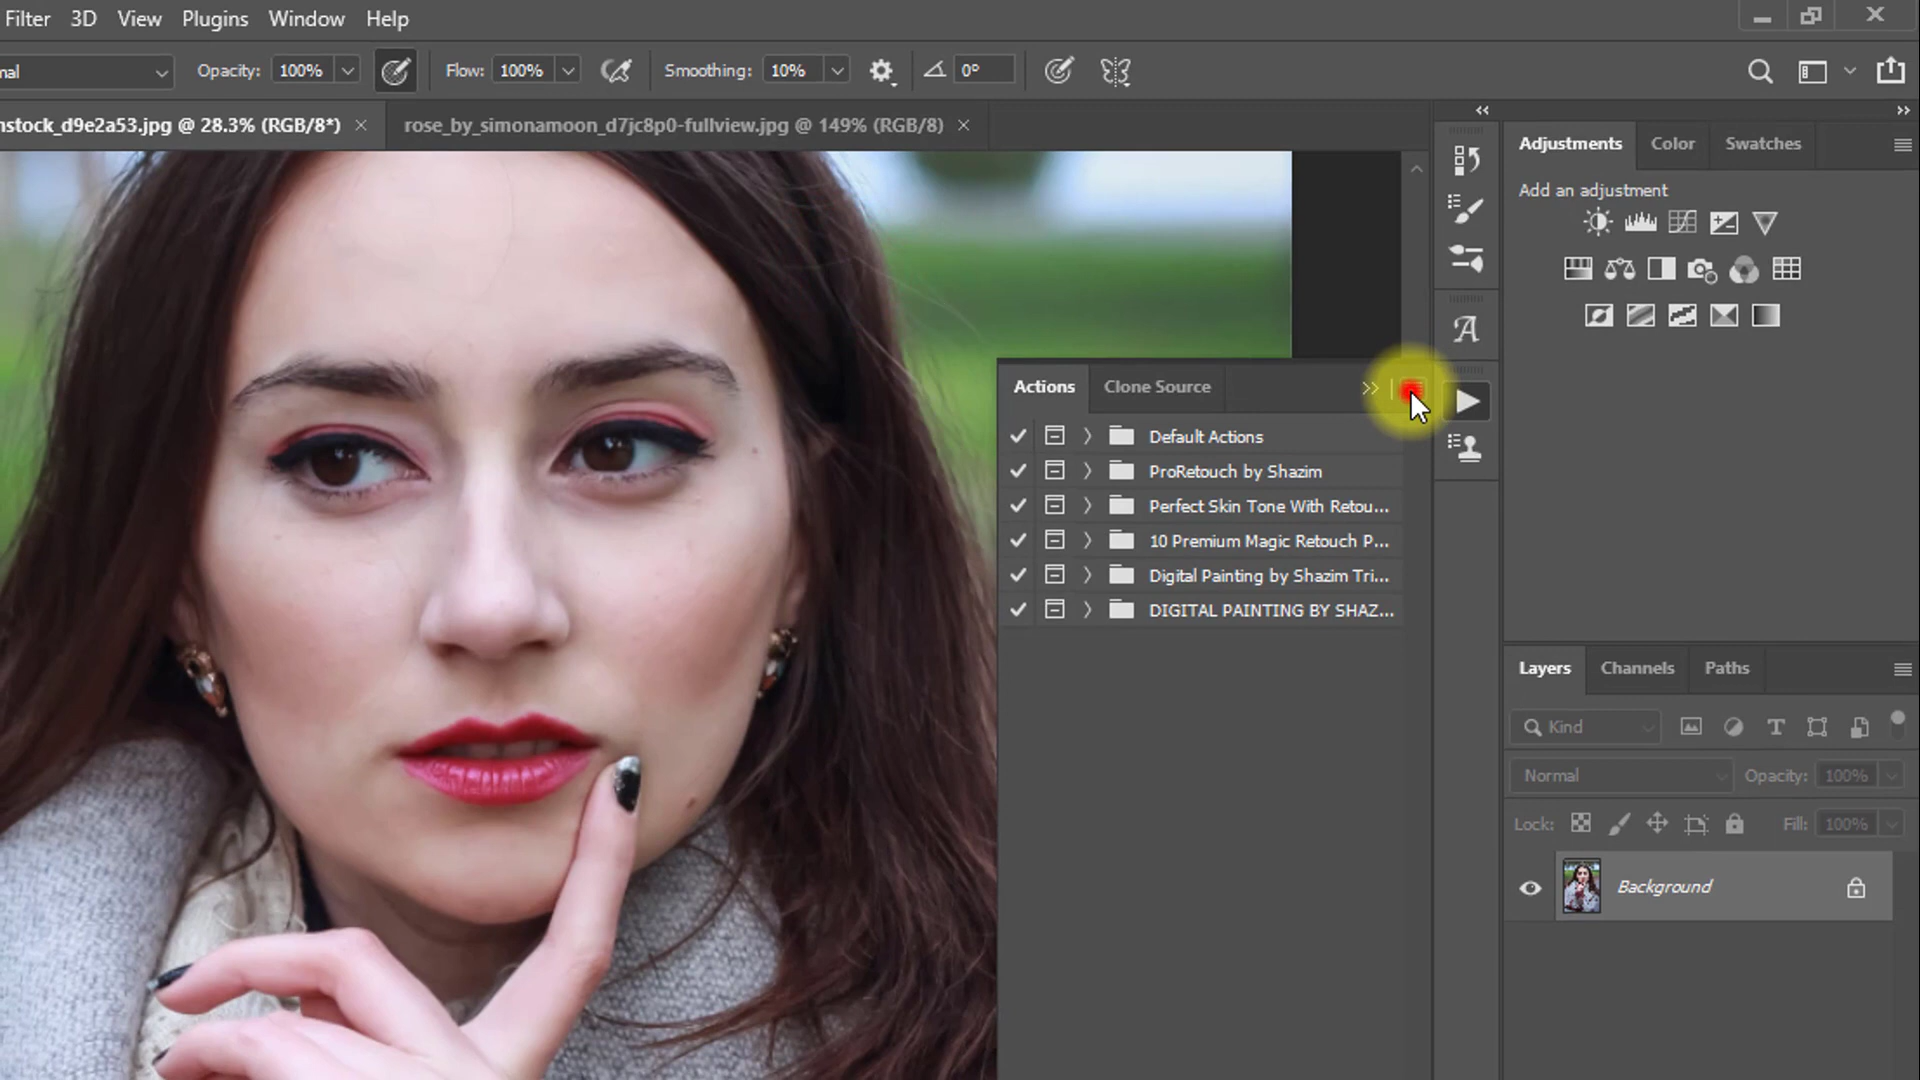 Filter 3D View Plugins Window Help
nal Opacity: 100% Flow: 100% Smoothing: 10% 0°
nstock_d9e2a53.jpg @ 28.3% (RGB/8*) × rose_by_simonamoon_d7jc8p0-fullview.jpg @ 149% (RGB/8) ×
Adjustments Color Swatches
Add an adjustment
Actions Clone Source
Default Actions
ProRetouch by Shazim
Perfect Skin Tone With Retou...
10 Premium Magic Retouch P...
Digital Painting by Shazim Tri...
DIGITAL PAINTING BY SHAZ...
Layers Channels Paths
Kind
Normal Opacity: 100%
Lock: Fill: 100%
Background